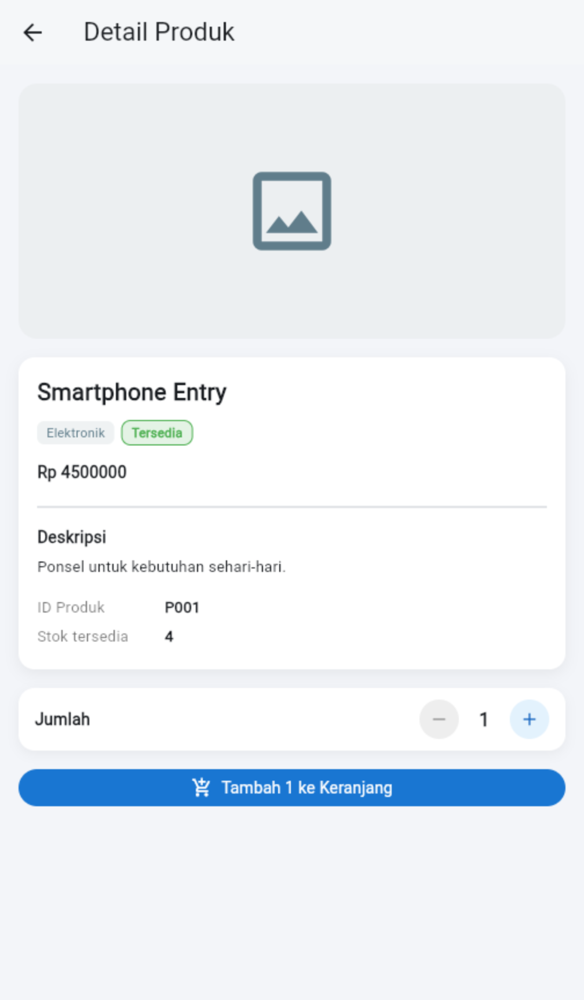 Detail Produk
Smartphone Entry
Elektronik Tersedia
Rp 4500000
Deskripsi
Ponsel untuk kebutuhan sehari-hari.
ID Produk P001
Stok tersedia 4
Jumlah − 1 +
Tambah 1 ke Keranjang